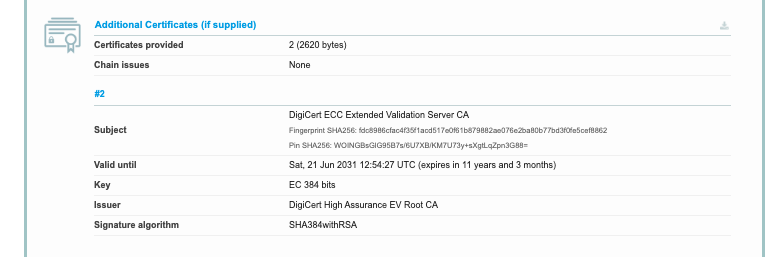 Additional Certificates (if supplied)
Certificates provided 2 (2620 bytes)
Chain issues None
#2
Subject DigiCert ECC Extended Validation Server CA
Fingerprint SHA256: fdc8986cfac4f35f1acd517e0f61b879882ae076e2ba80b77bd3f0fe5cef8862
Pin SHA256: WOINGBsGIG95B7s/6U7XB/KM7U73y+sXgtLqZpn3G88=
Valid until Sat, 21 Jun 2031 12:54:27 UTC (expires in 11 years and 3 months)
Key EC 384 bits
Issuer DigiCert High Assurance EV Root CA
Signature algorithm SHA384withRSA